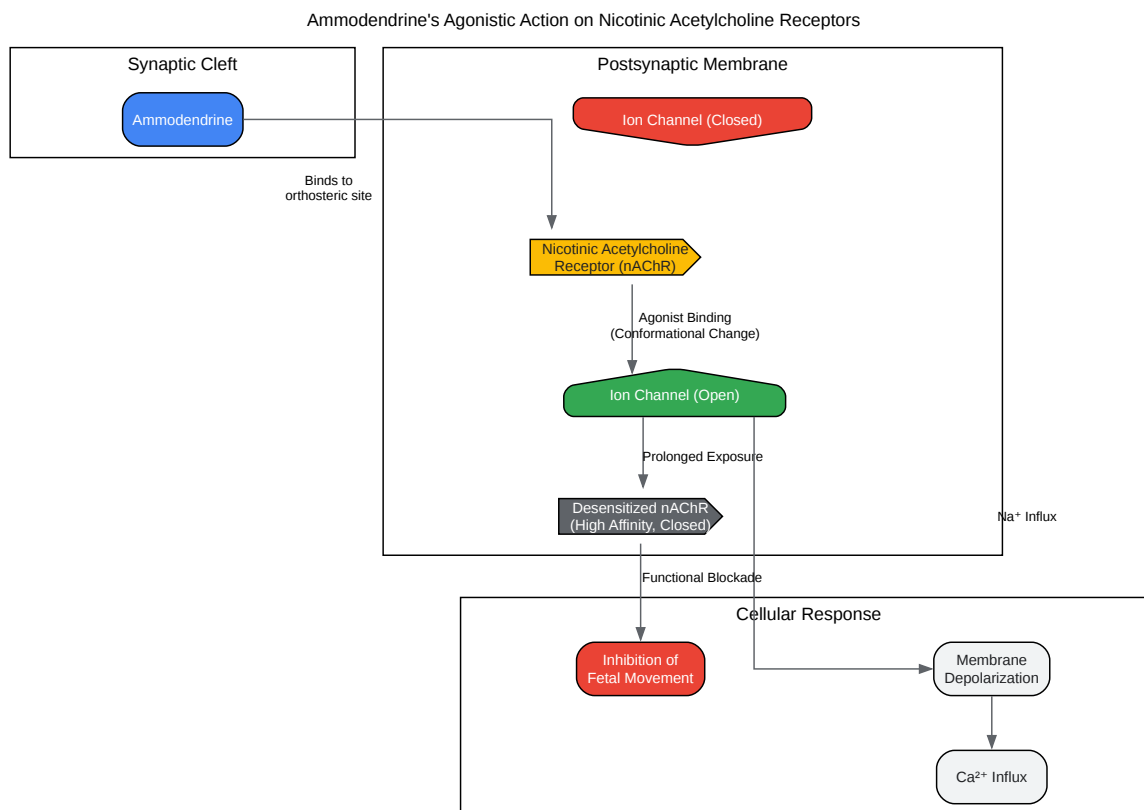 Ammodendrine's Agonistic Action on Nicotinic Acetylcholine Receptors
Synaptic Cleft
Postsynaptic Membrane
Ammodendrine
Ion Channel (Closed)
Binds to
orthosteric site
Nicotinic Acetylcholine
Receptor (nAChR)
Agonist Binding
(Conformational Change)
Ion Channel (Open)
Prolonged Exposure
Desensitized nAChR
(High Affinity, Closed)
Na⁺ Influx
Functional Blockade
Cellular Response
Inhibition of
Fetal Movement
Membrane
Depolarization
Ca²⁺ Influx